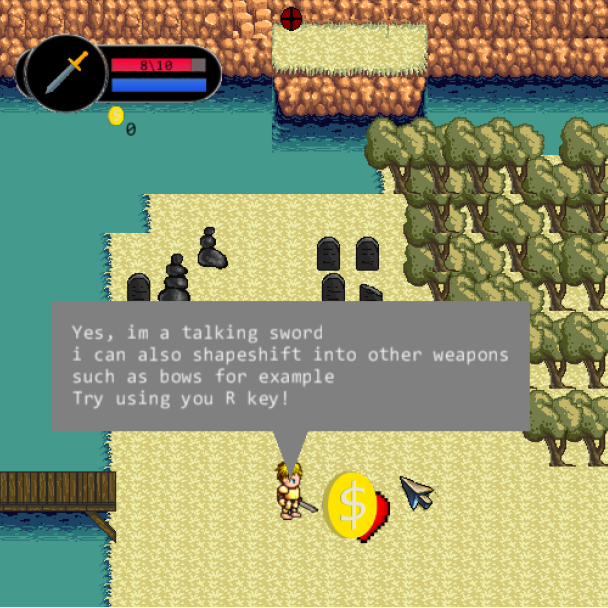 8\10
0
Yes, im a talking sword
i can also shapeshift into other weapons
such as bows for example
Try using you R key!
$